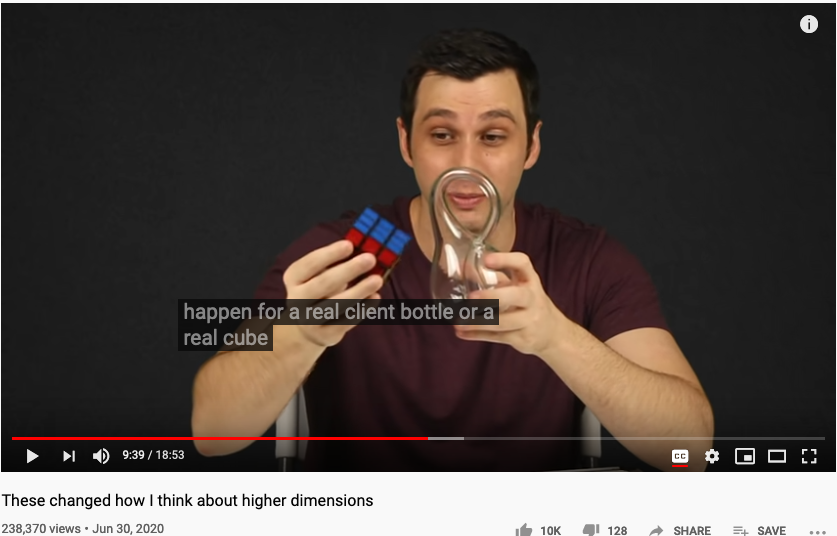 happen for a real client bottle or a
real cube
9:39 / 18:53
CC
These changed how I think about higher dimensions
238,370 views • Jun 30, 2020
10K
128
SHARE
SAVE